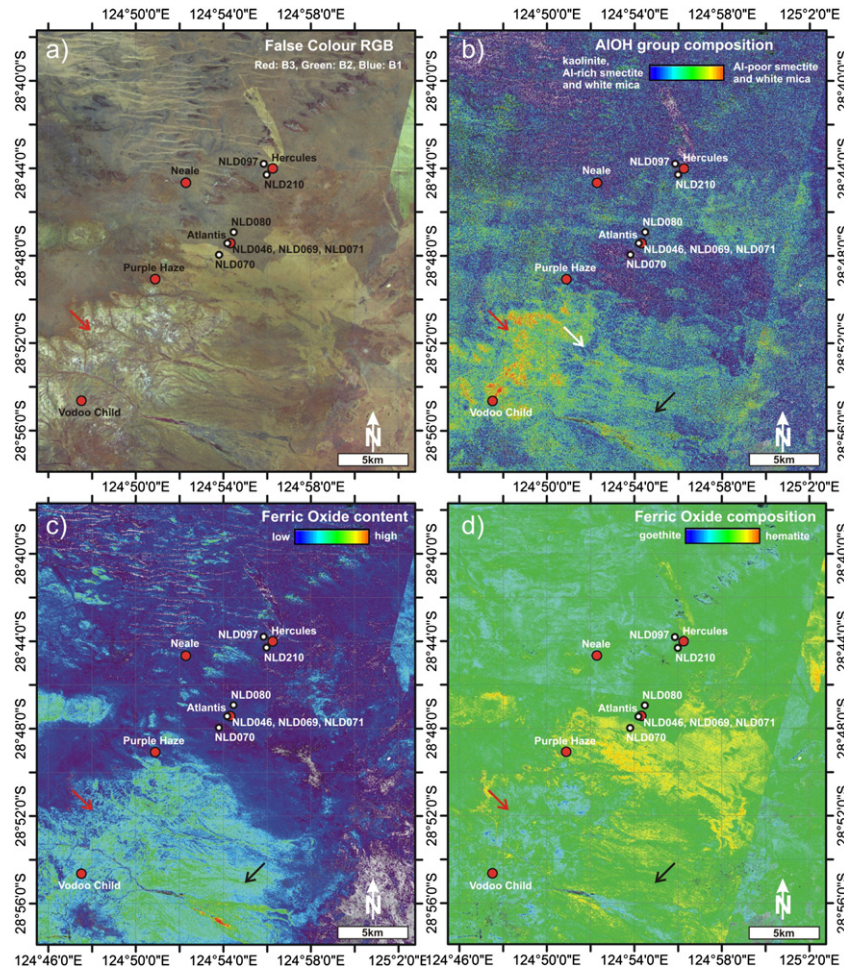 124°50'0"E 124°54'0"E 124°58'0"E 124°50'0"E 124°54'0"E 124°58'0"E 125°2'0"E
a)
False Colour RGB
Red: B3, Green: B2, Blue: B1
28°40'0"S
28°44'0"S
28°48'0"S
28°52'0"S
28°56'0"S
NLD097
Hercules
NLD210
Neale
NLD080
Atlantis
NLD046, NLD069, NLD071
NLD070
Purple Haze
Vodoo Child
N
5km
b)
AlOH group composition
kaolinite,
Al-rich smectite
and white mica
Al-poor smectite
and white mica
28°40'0"S
28°44'0"S
28°48'0"S
28°52'0"S
28°56'0"S
NLD097
Hercules
NLD210
Neale
NLD080
Atlantis
NLD046, NLD069, NLD071
NLD070
Purple Haze
Vodoo Child
N
5km
c)
Ferric Oxide content
low
high
28°40'0"S
28°44'0"S
28°48'0"S
28°52'0"S
28°56'0"S
NLD097
Hercules
NLD210
Neale
NLD080
Atlantis
NLD046, NLD069, NLD071
NLD070
Purple Haze
Vodoo Child
N
5km
d)
Ferric Oxide composition
goethite
hematite
28°40'0"S
28°44'0"S
28°48'0"S
28°52'0"S
28°56'0"S
NLD097
Hercules
NLD210
Neale
NLD080
Atlantis
NLD046, NLD069, NLD071
NLD070
Purple Haze
Vodoo Child
N
5km
124°46'0"E 124°50'0"E 124°54'0"E 124°58'0"E 125°2'0"E 124°50'0"E 124°54'0"E 124°58'0"E 125°2'0"E